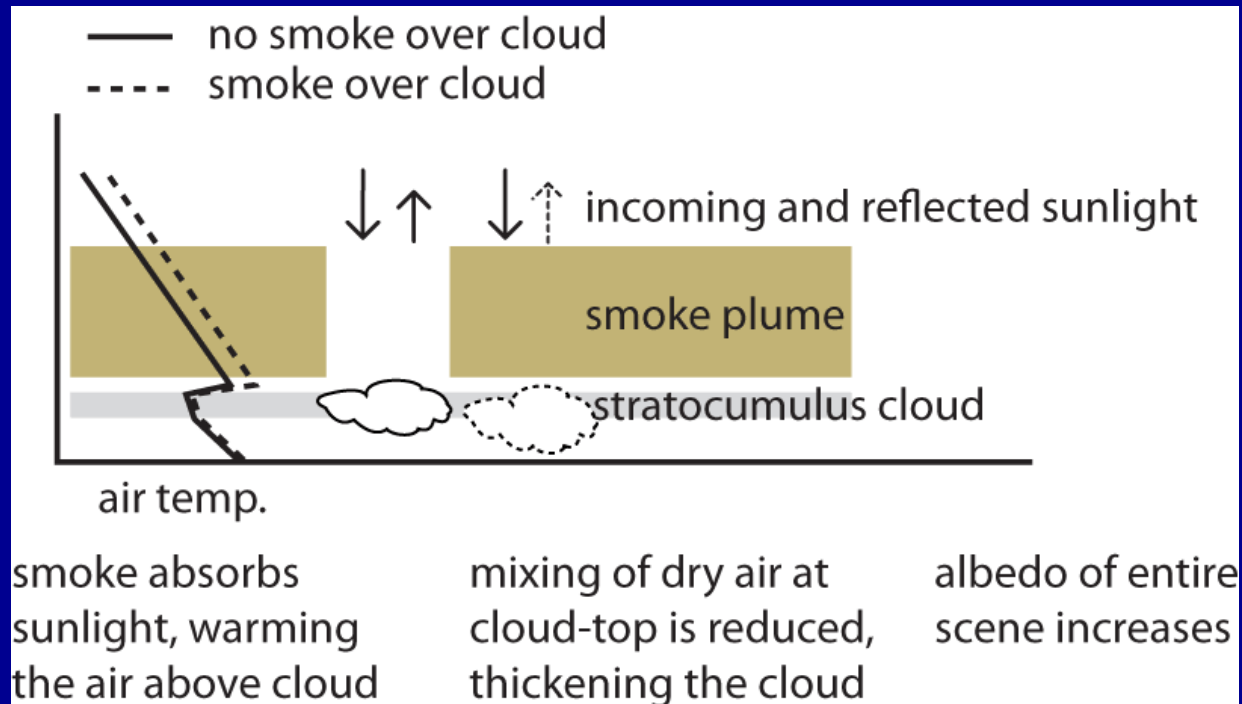 no smoke over cloud
smoke over cloud
incoming and reflected sunlight
smoke plume
stratocumulus cloud
air temp.
smoke absorbs
sunlight, warming
the air above cloud
mixing of dry air at
cloud-top is reduced,
thickening the cloud
albedo of entire
scene increases